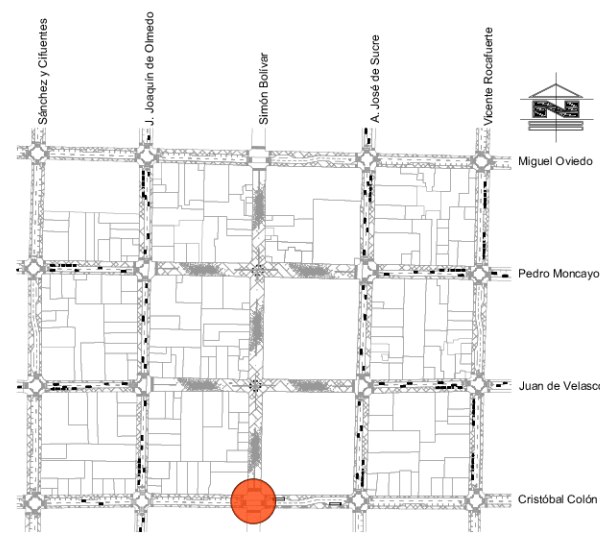 Sánchez y Cifuentes
J. Joaquín de Olmedo
Simón Bolívar
A. José de Sucre
Vicente Rocafuerte
Miguel Oviedo
Pedro Moncayo
Juan de Velasco
Cristóbal Colón